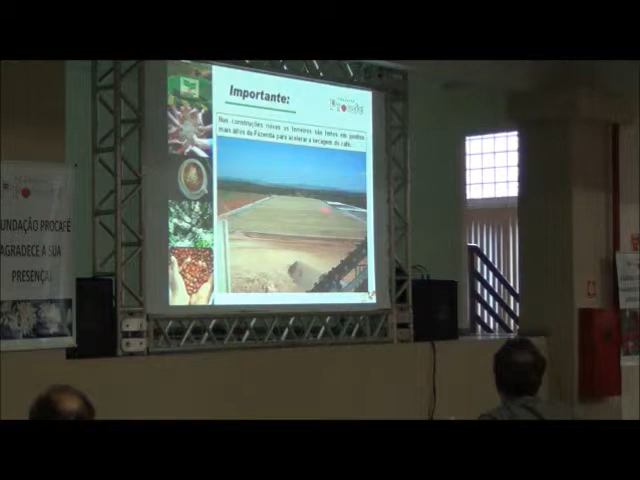 Importante:
Nas construções novas os terreiros são feitos em pontos
mais altos da Fazenda para acelerar a secagem do café...
UNDAÇÃO PROCAFÉ
AGRADECE A SUA
PRESENÇA!